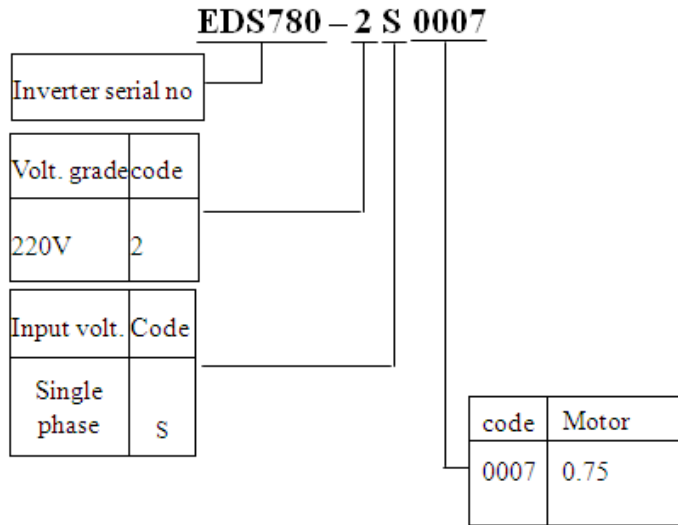 EDS780 – 2 S 0007
Inverter serial no
Volt. grade code
220V 2
Input volt. Code
Single
phase S
code Motor
0007 0.75